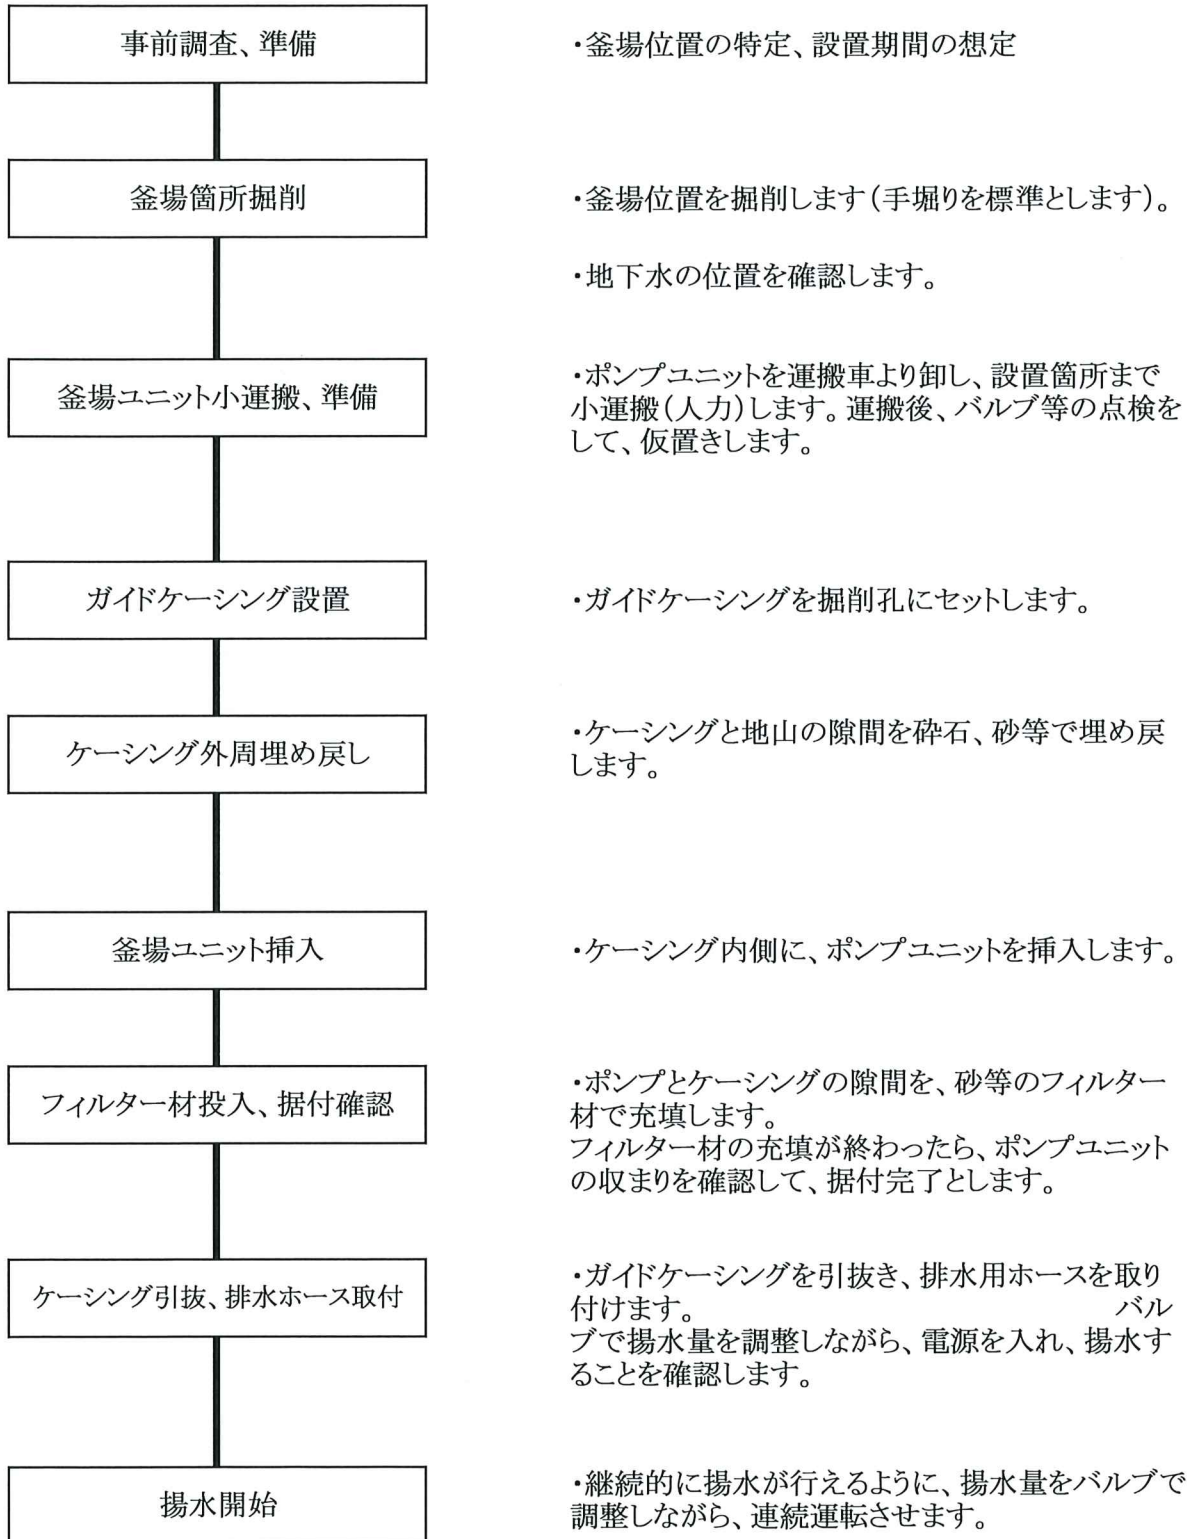 事前調査、準備
・釜場位置の特定、設置期間の想定
釜場箇所掘削
・釜場位置を掘削します(手堀りを標準とします)。
・地下水の位置を確認します。
釜場ユニット小運搬、準備
・ポンプユニットを運搬車より卸し、設置箇所まで
小運搬(人力)します。運搬後、バルブ等の点検を
して、仮置きします。
ガイドケーシング設置
・ガイドケーシングを掘削孔にセットします。
ケーシング外周埋め戻し
・ケーシングと地山の隙間を砕石、砂等で埋め戻
します。
釜場ユニット挿入
・ケーシング内側に、ポンプユニットを挿入します。
フィルター材投入、据付確認
・ポンプとケーシングの隙間を、砂等のフィルター
材で充填します。
フィルター材の充填が終わったら、ポンプユニット
の収まりを確認して、据付完了とします。
ケーシング引抜、排水ホース取付
・ガイドケーシングを引抜き、排水用ホースを取り
付けます。 バル
ブで揚水量を調整しながら、電源を入れ、揚水す
ることを確認します。
揚水開始
・継続的に揚水が行えるように、揚水量をバルブで
調整しながら、連続運転させます。